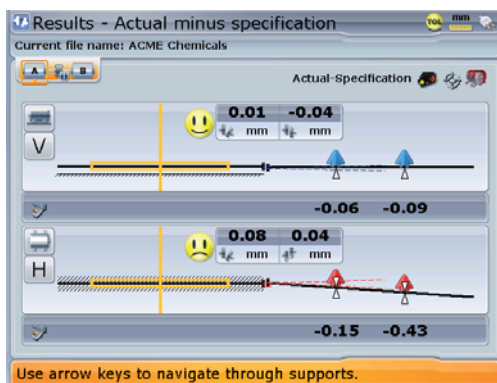 Results - Actual minus specification
TOL mm
Current file name: ACME Chemicals
A B
Actual-Specification
0.01 -0.04
mm mm
V
-0.06 -0.09
0.08 0.04
mm mm
H
-0.15 -0.43
Use arrow keys to navigate through supports.